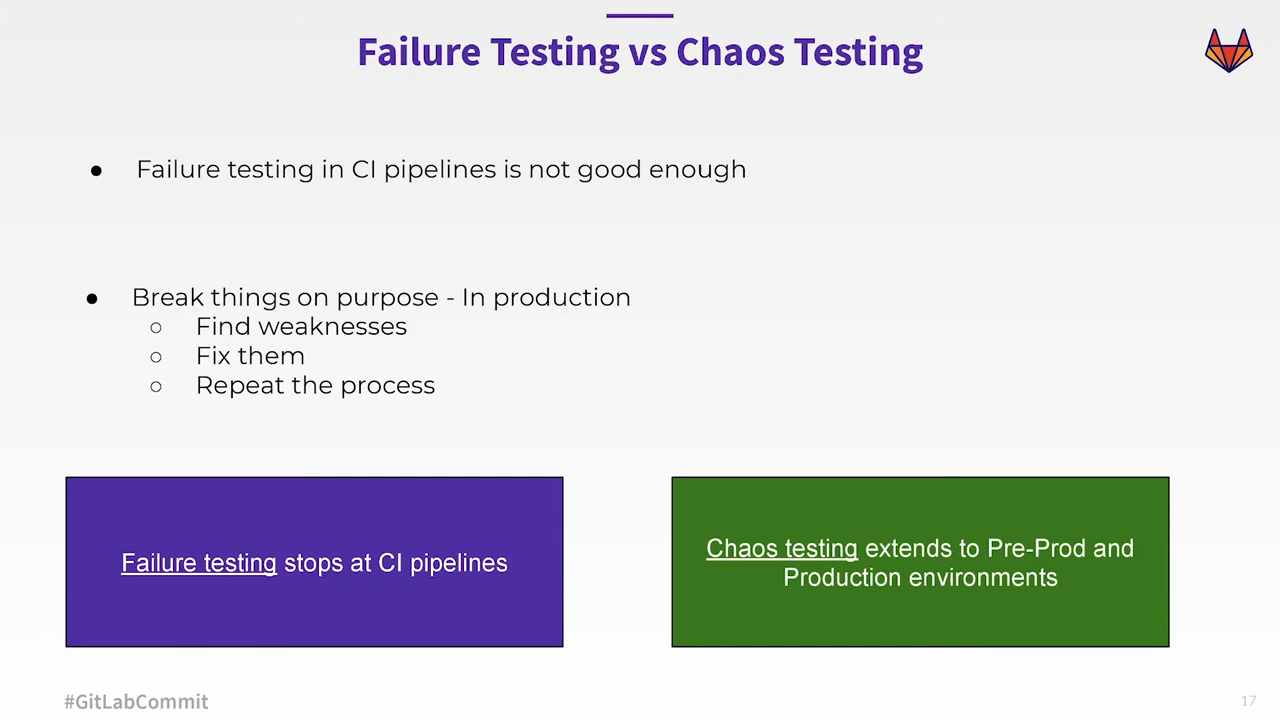 Failure Testing vs Chaos Testing
● Failure testing in CI pipelines is not good enough
● Break things on purpose - In production
○ Find weaknesses
○ Fix them
○ Repeat the process
Failure testing stops at CI pipelines
Chaos testing extends to Pre-Prod and
Production environments
#GitLabCommit
17